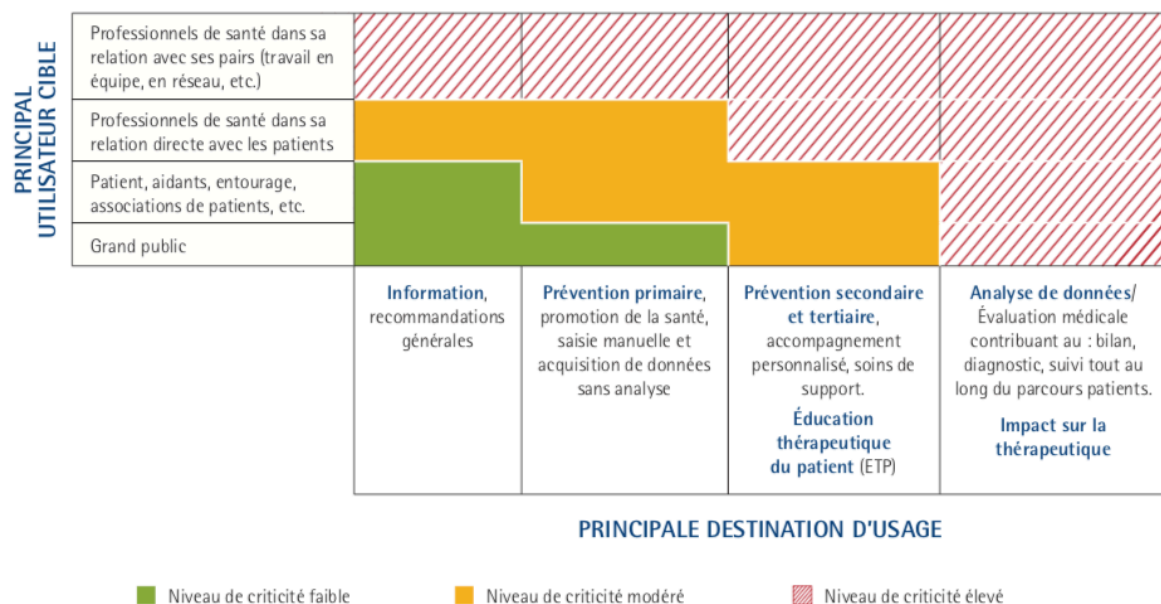 PRINCIPAL
UTILISATEUR CIBLE
Professionnels de santé dans sa
relation avec ses pairs (travail en
équipe, en réseau, etc.)
Professionnels de santé dans sa
relation directe avec les patients
Patient, aidants, entourage,
associations de patients, etc.
Grand public
Information,
recommandations
générales
Prévention primaire,
promotion de la santé,
saisie manuelle et
acquisition de données
sans analyse
Prévention secondaire
et tertiaire,
accompagnement
personnalisé, soins de
support.
Éducation
thérapeutique
du patient (ETP)
Analyse de données/
Évaluation médicale
contribuant au : bilan,
diagnostic, suivi tout au
long du parcours patients.
Impact sur la
thérapeutique
PRINCIPALE DESTINATION D'USAGE
Niveau de criticité faible
Niveau de criticité modéré
Niveau de criticité élevé